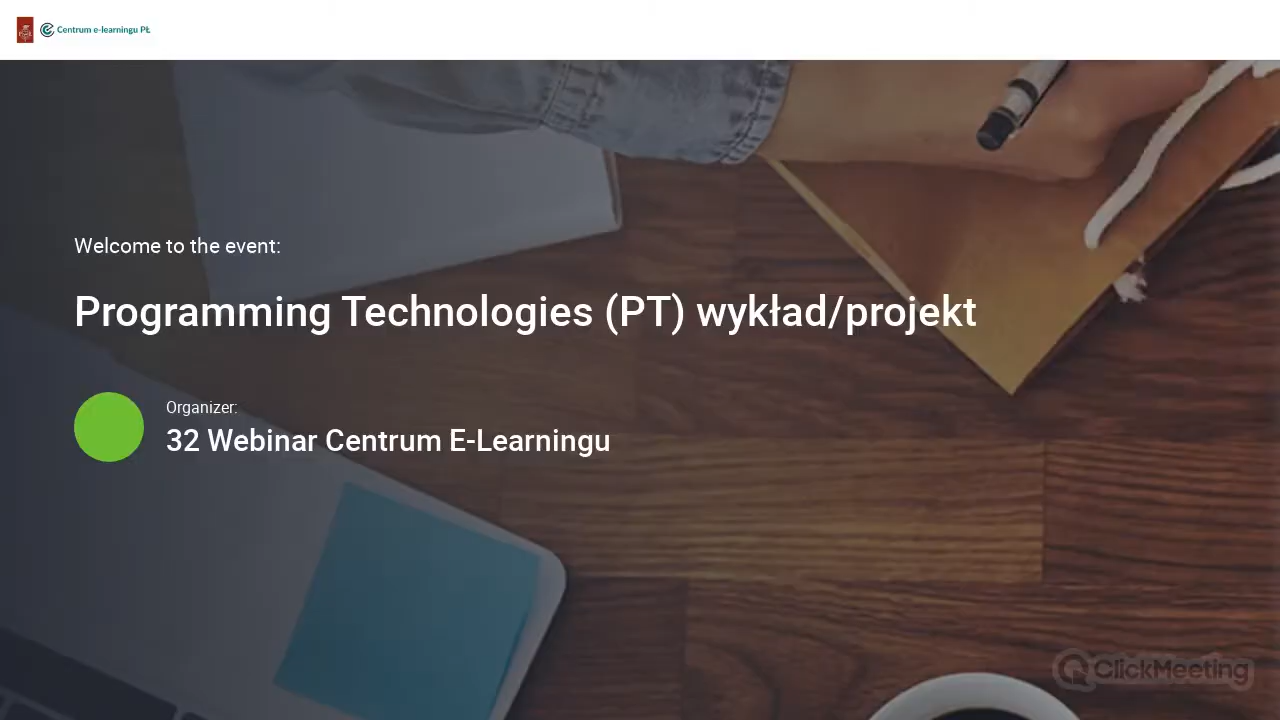 Centrum e-learningu PŁ
Welcome to the event:
Programming Technologies (PT) wykład/projekt
Organizer:
32 Webinar Centrum E-Learningu
ClickMeeting